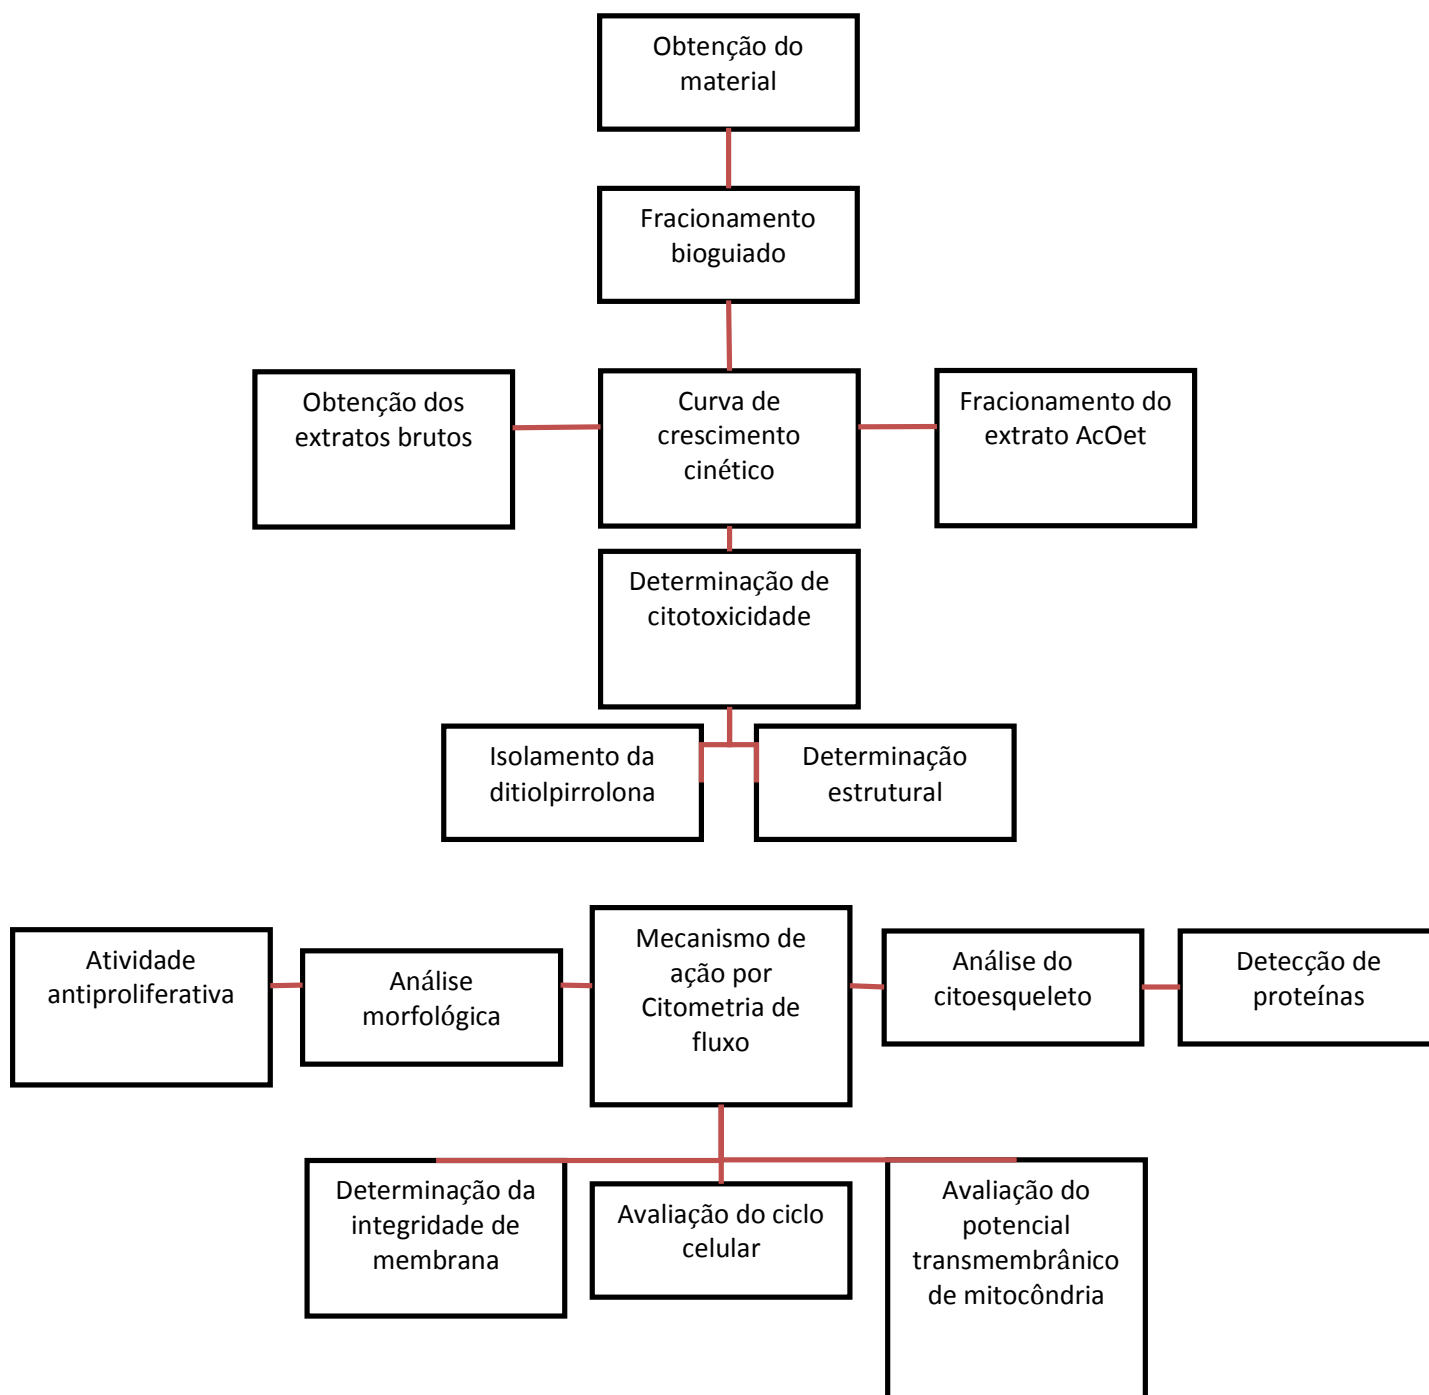 Obtenção do
material
Fracionamento
bioguiado
Obtenção dos
extratos brutos
Curva de
crescimento
cinético
Fracionamento do
extrato AcOet
Determinação de
citotoxicidade
Isolamento da
ditiolpirrolona
Determinação
estrutural
Atividade
antiproliferativa
Análise
morfológica
Mecanismo de
ação por
Citometria de
fluxo
Análise do
citoesqueleto
Detecção de
proteínas
Determinação da
integridade de
membrana
Avaliação do ciclo
celular
Avaliação do
potencial
transmembrânico
de mitocôndria